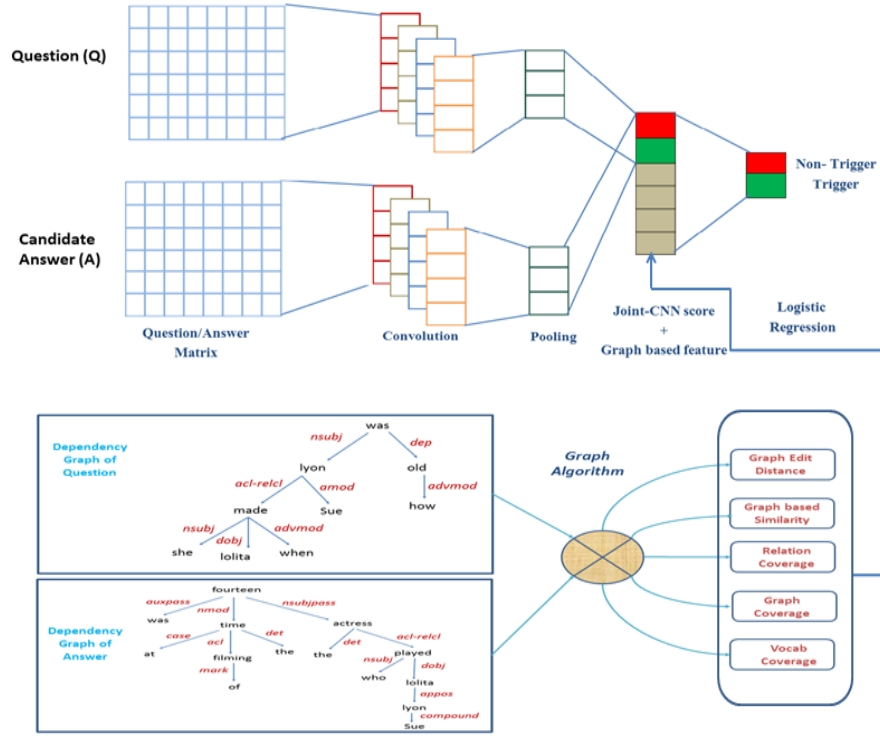 Question (Q)
Candidate
Answer (A)
Question/Answer
Matrix
Convolution
Pooling
Joint-CNN score
+
Graph based feature
Non- Trigger
Trigger
Logistic
Regression
Dependency
Graph of
Question
was
nsubj
dep
lyon
old
acl-relcl
amod
advmod
made
Sue
how
nsubj
dobj
advmod
she
lolita
when
Dependency
Graph of
Answer
fourteen
auxpass
nmod
nsubjpass
was
time
actress
case
acl
det
det
acl-relcl
at
filming
the
the
played
mark
nsubj
dobj
of
who
lolita
appos
lyon
compound
Sue
Graph
Algorithm
Graph Edit
Distance
Graph based
Similarity
Relation
Coverage
Graph
Coverage
Vocab
Coverage